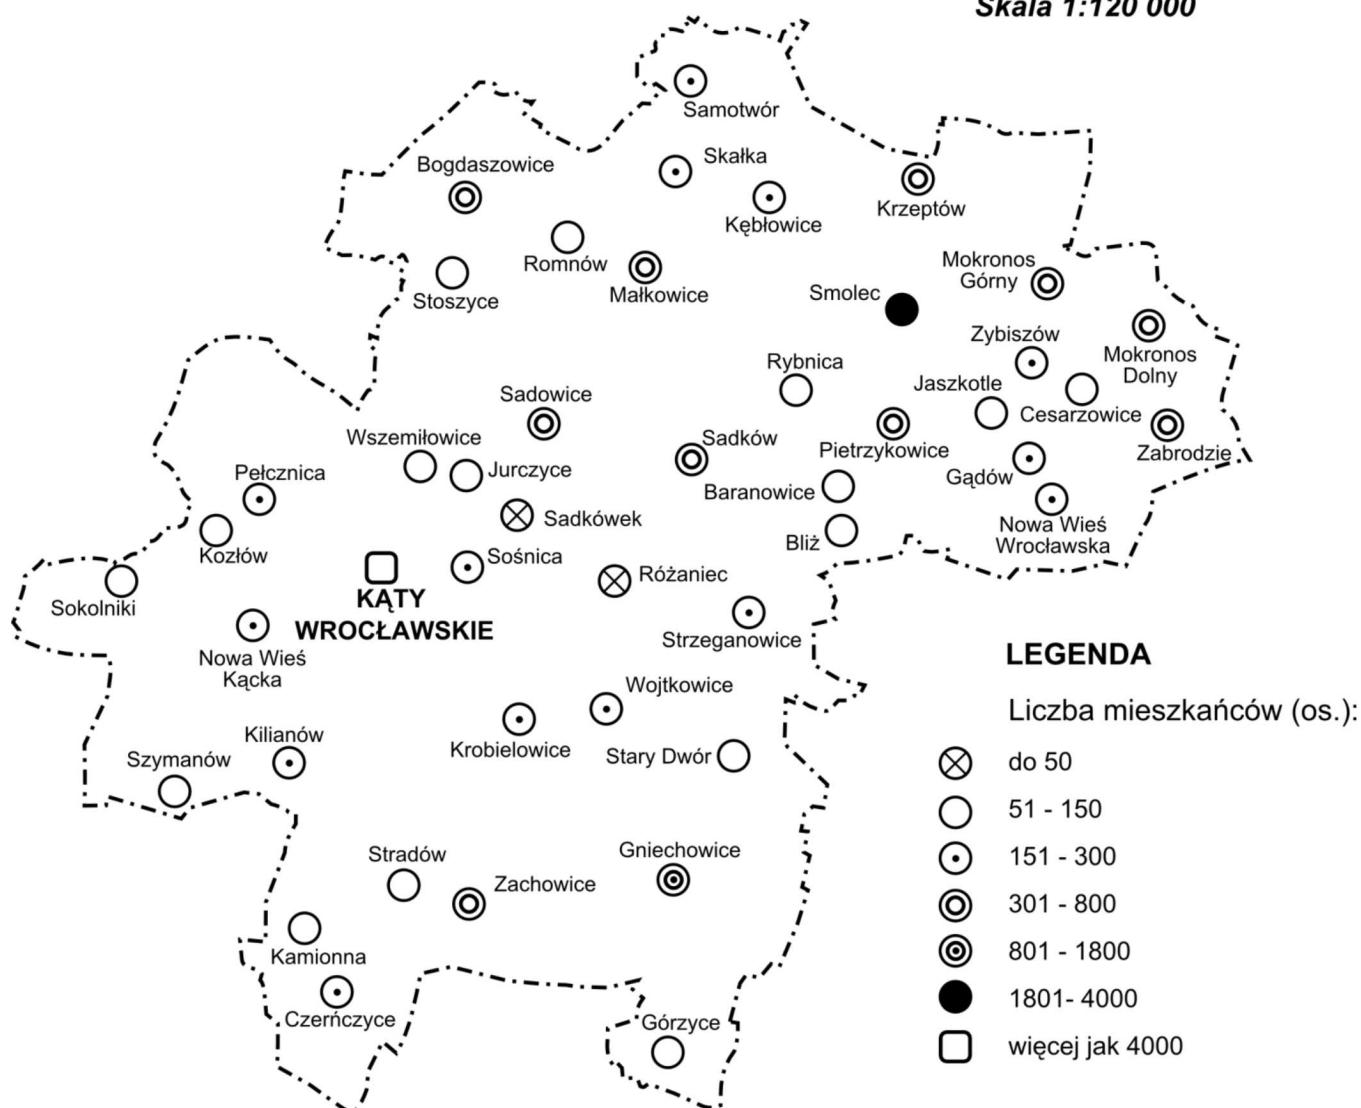 Skala 1:120 000
Samotwór
Skałka
Bogdaszowice
Kębłowice
Krzeptów
Romnów
Małkowice
Stoszyce
Mokronos
Górny
Smolec
Zybiszów
Mokronos
Dolny
Rybnica
Jaszkotle
Cesarzowice
Sadowice
Wszemiłowice
Jurczyce
Sadków
Pietrzykowice
Zabrodzie
Pełcznica
Baranowice
Gądów
Sadkówek
Nowa Wieś
Wrocławska
Kozłów
Bliż
Sośnica
Różaniec
Sokolniki
KĄTY
WROCŁAWSKIE
Strzeganowice
Nowa Wieś
Kącka
Wojtkowice
Kilianów
Krobielowice
Stary Dwór
Szymanów
Stradów
Gniechowice
Zachowice
Kamionna
Czerńczyce
Górzyce
LEGENDA
Liczba mieszkańców (os.):
do 50
51 - 150
151 - 300
301 - 800
801 - 1800
1801- 4000
więcej jak 4000